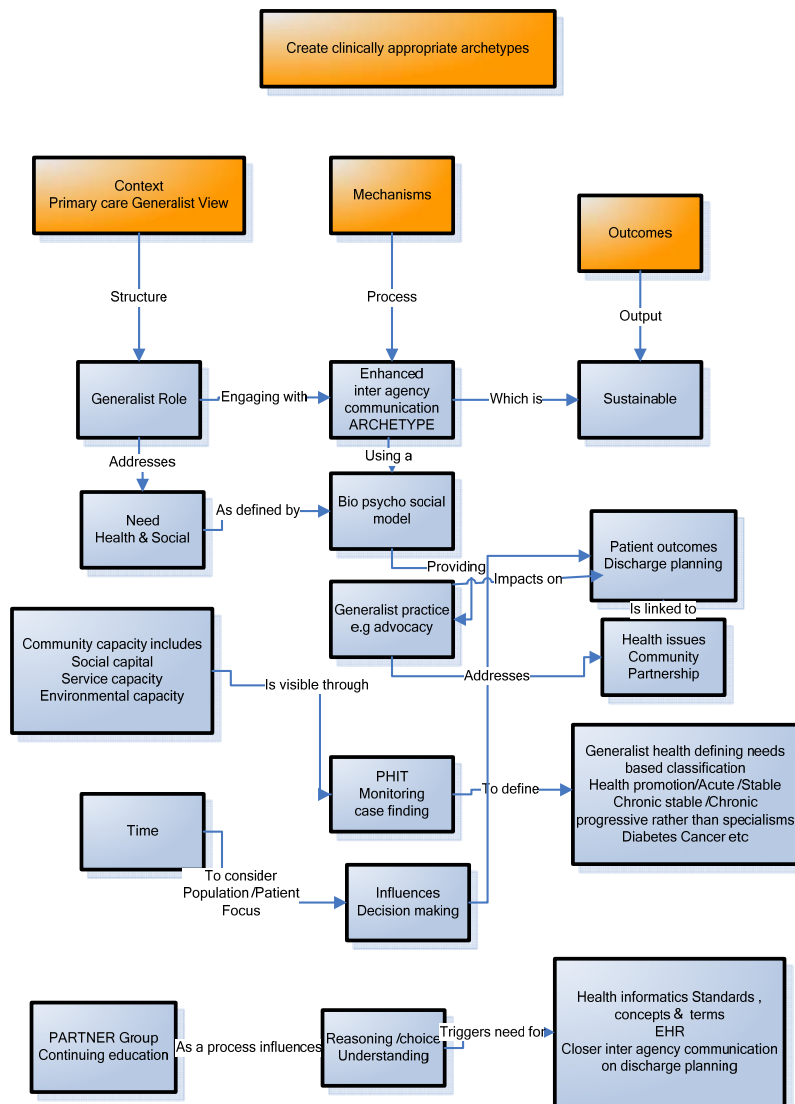 Create clinically appropriate archetypes
Context
Primary care Generalist View
Mechanisms
Outcomes
Structure
Process
Output
Generalist Role
Engaging with
Enhanced
inter agency
communication
ARCHETYPE
Which is
Sustainable
Addresses
Using a
Need
Health & Social
As defined by
Bio psycho social
model
Patient outcomes
Discharge planning
Providing
Impacts on
Generalist practice
e.g advocacy
Is linked to
Community capacity includes
Social capital
Service capacity
Environmental capacity
Addresses
Health issues
Community
Partnership
Is visible through
PHIT
Monitoring
case finding
To define
Generalist health defining needs
based classification
Health promotion/Acute /Stable
Chronic stable /Chronic
progressive rather than specialisms
Diabetes Cancer etc
Time
To consider
Population /Patient
Focus
Influences
Decision making
PARTNER Group
Continuing education
As a process influences
Reasoning /choice
Understanding
Triggers need for
Health informatics Standards ,
concepts & terms
EHR
Closer inter agency communication
on discharge planning